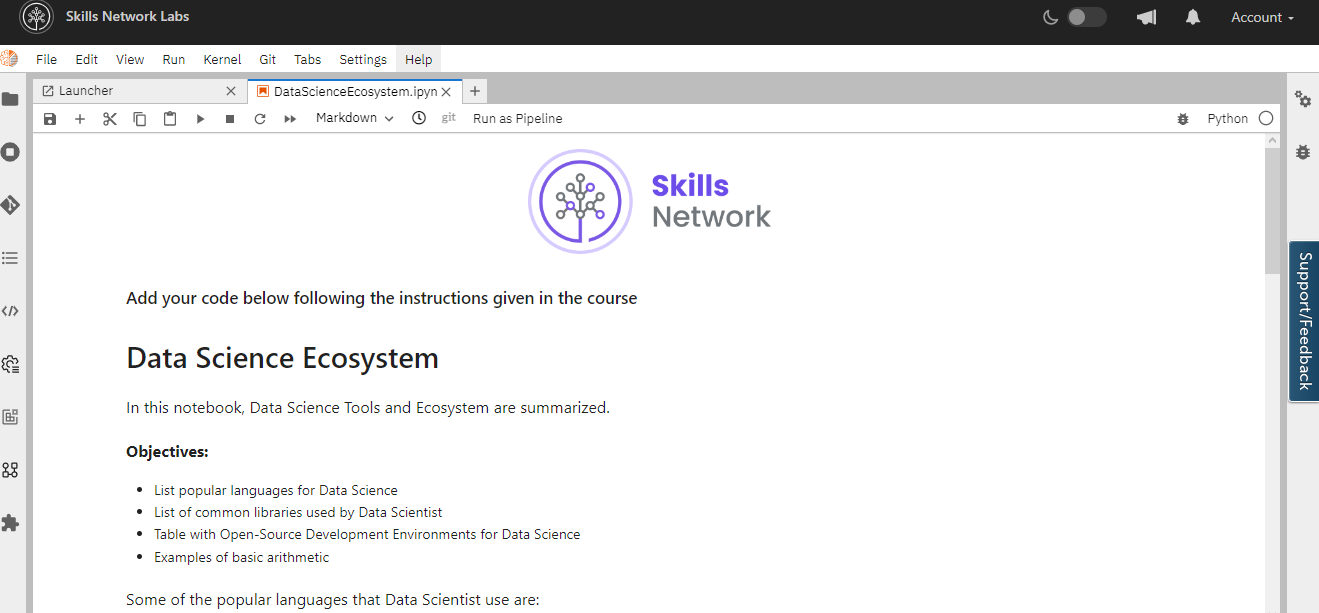 Skills Network Labs
Account
File Edit View Run Kernel Git Tabs Settings Help
Launcher
DataScienceEcosystem.ipyn
Markdown
git
Run as Pipeline
Python
Skills
Network
Add your code below following the instructions given in the course
Data Science Ecosystem
In this notebook, Data Science Tools and Ecosystem are summarized.
Objectives:
• List popular languages for Data Science
• List of common libraries used by Data Scientist
• Table with Open-Source Development Environments for Data Science
• Examples of basic arithmetic
Some of the popular languages that Data Scientist use are:
Support/Feedback